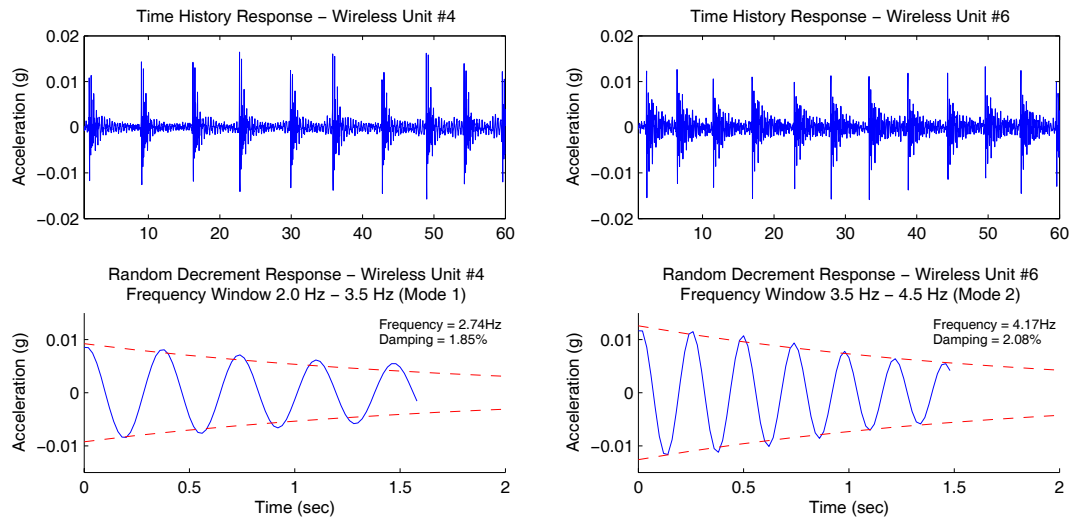 Time History Response – Wireless Unit #4
Acceleration (g)
0.02
0.01
0
−0.01
−0.02
10 20 30 40 50 60
Time History Response – Wireless Unit #6
Acceleration (g)
0.02
0.01
0
−0.01
−0.02
10 20 30 40 50 60
Random Decrement Response – Wireless Unit #4
Frequency Window 2.0 Hz – 3.5 Hz (Mode 1)
Frequency = 2.74Hz
Damping = 1.85%
Acceleration (g)
0.01
0
−0.01
0 0.5 1 1.5 2
Time (sec)
Random Decrement Response – Wireless Unit #6
Frequency Window 3.5 Hz – 4.5 Hz (Mode 2)
Frequency = 4.17Hz
Damping = 2.08%
Acceleration (g)
0.01
0
−0.01
0 0.5 1 1.5 2
Time (sec)